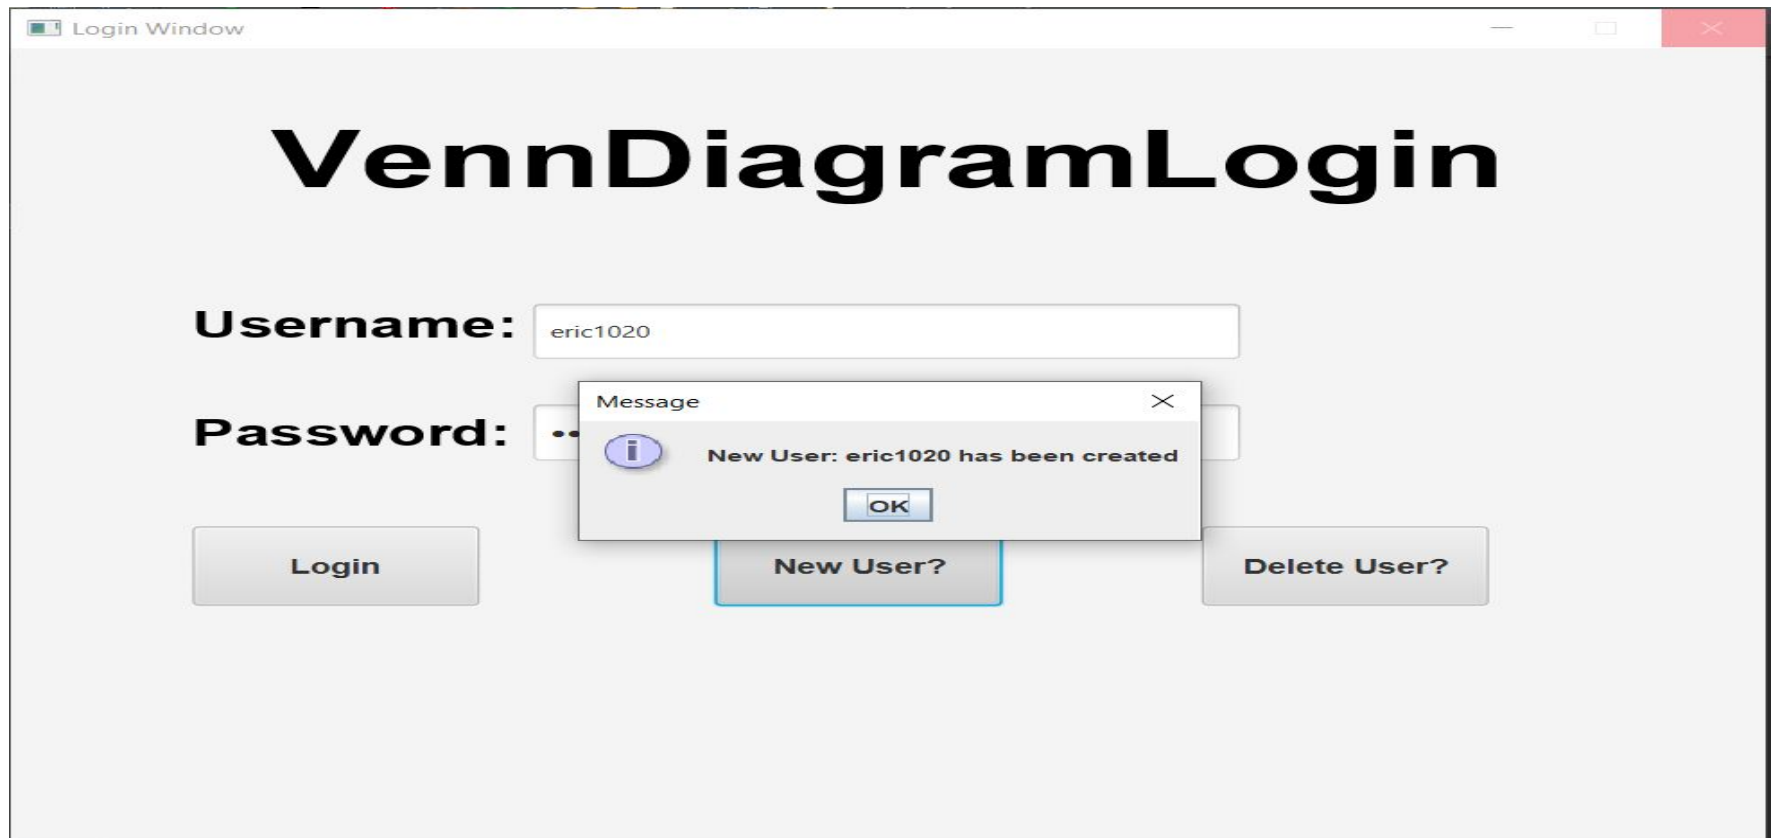 Login Window
VennDiagramLogin
Username: eric1020
Message
Password: ••
New User: eric1020 has been created
OK
Login New User? Delete User?